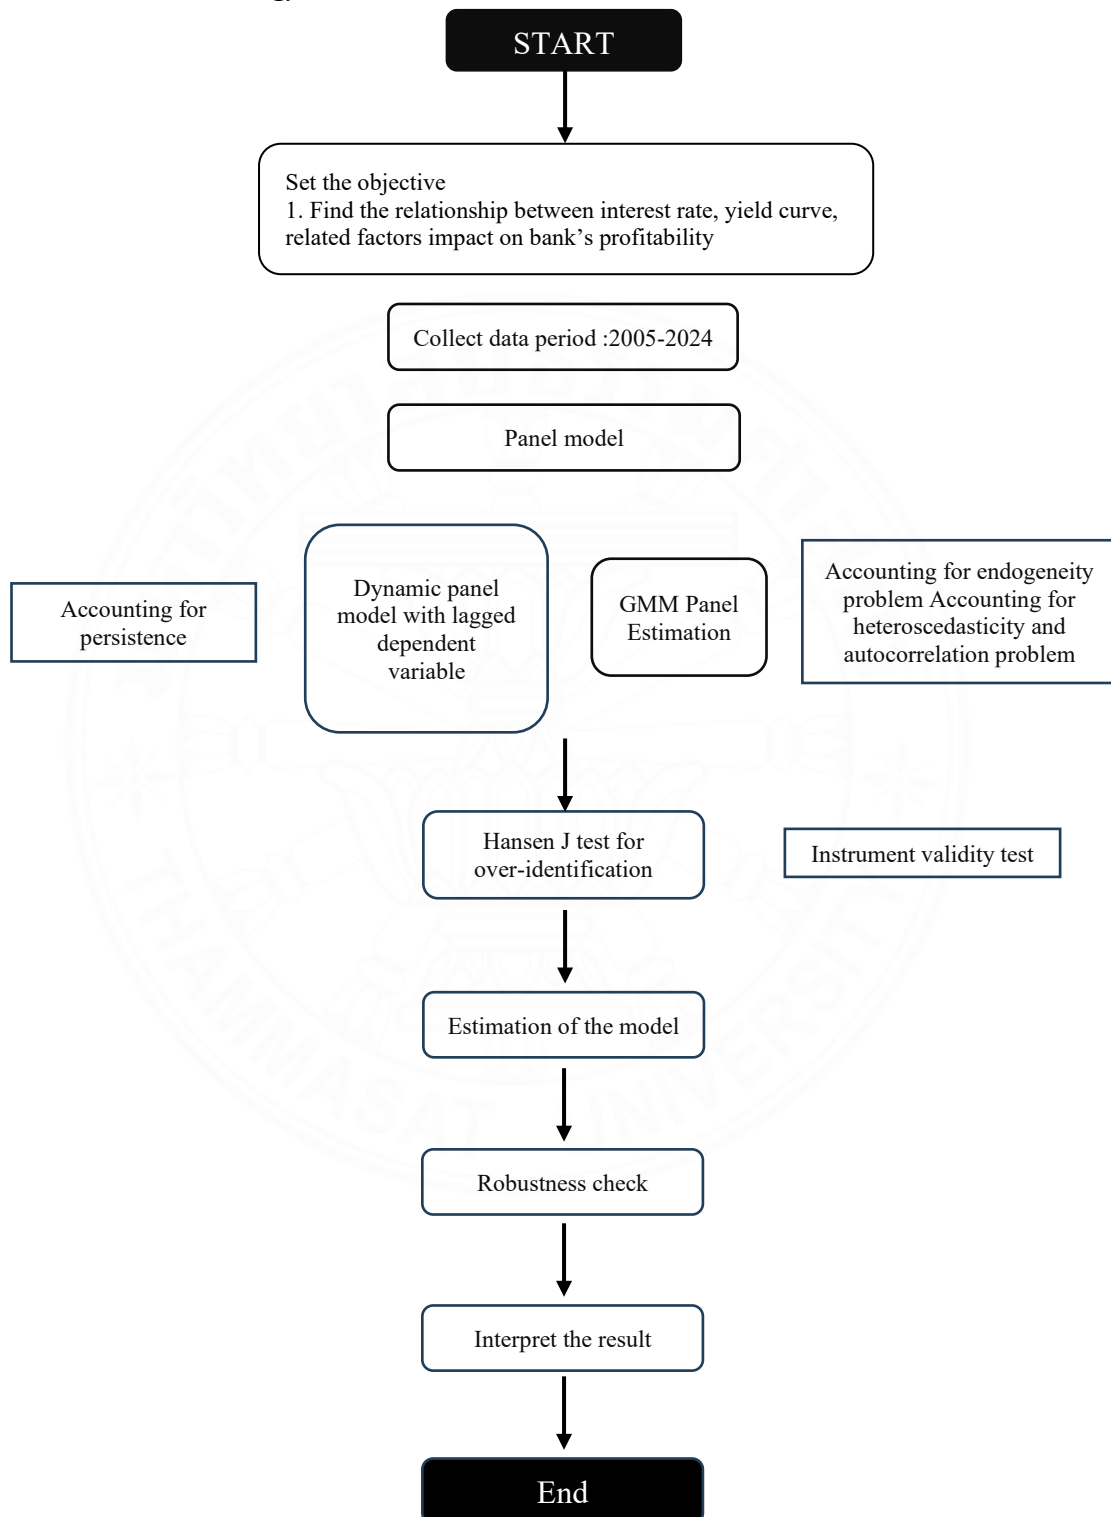 START
Set the objective
1. Find the relationship between interest rate, yield curve,
related factors impact on bank’s profitability
Collect data period :2005-2024
Panel model
Accounting for
persistence
Dynamic panel
model with lagged
dependent
variable
GMM Panel
Estimation
Accounting for endogeneity
problem Accounting for
heteroscedasticity and
autocorrelation problem
Hansen J test for
over-identification
Instrument validity test
Estimation of the model
Robustness check
Interpret the result
End
THAMMASAT UNIVERSITY